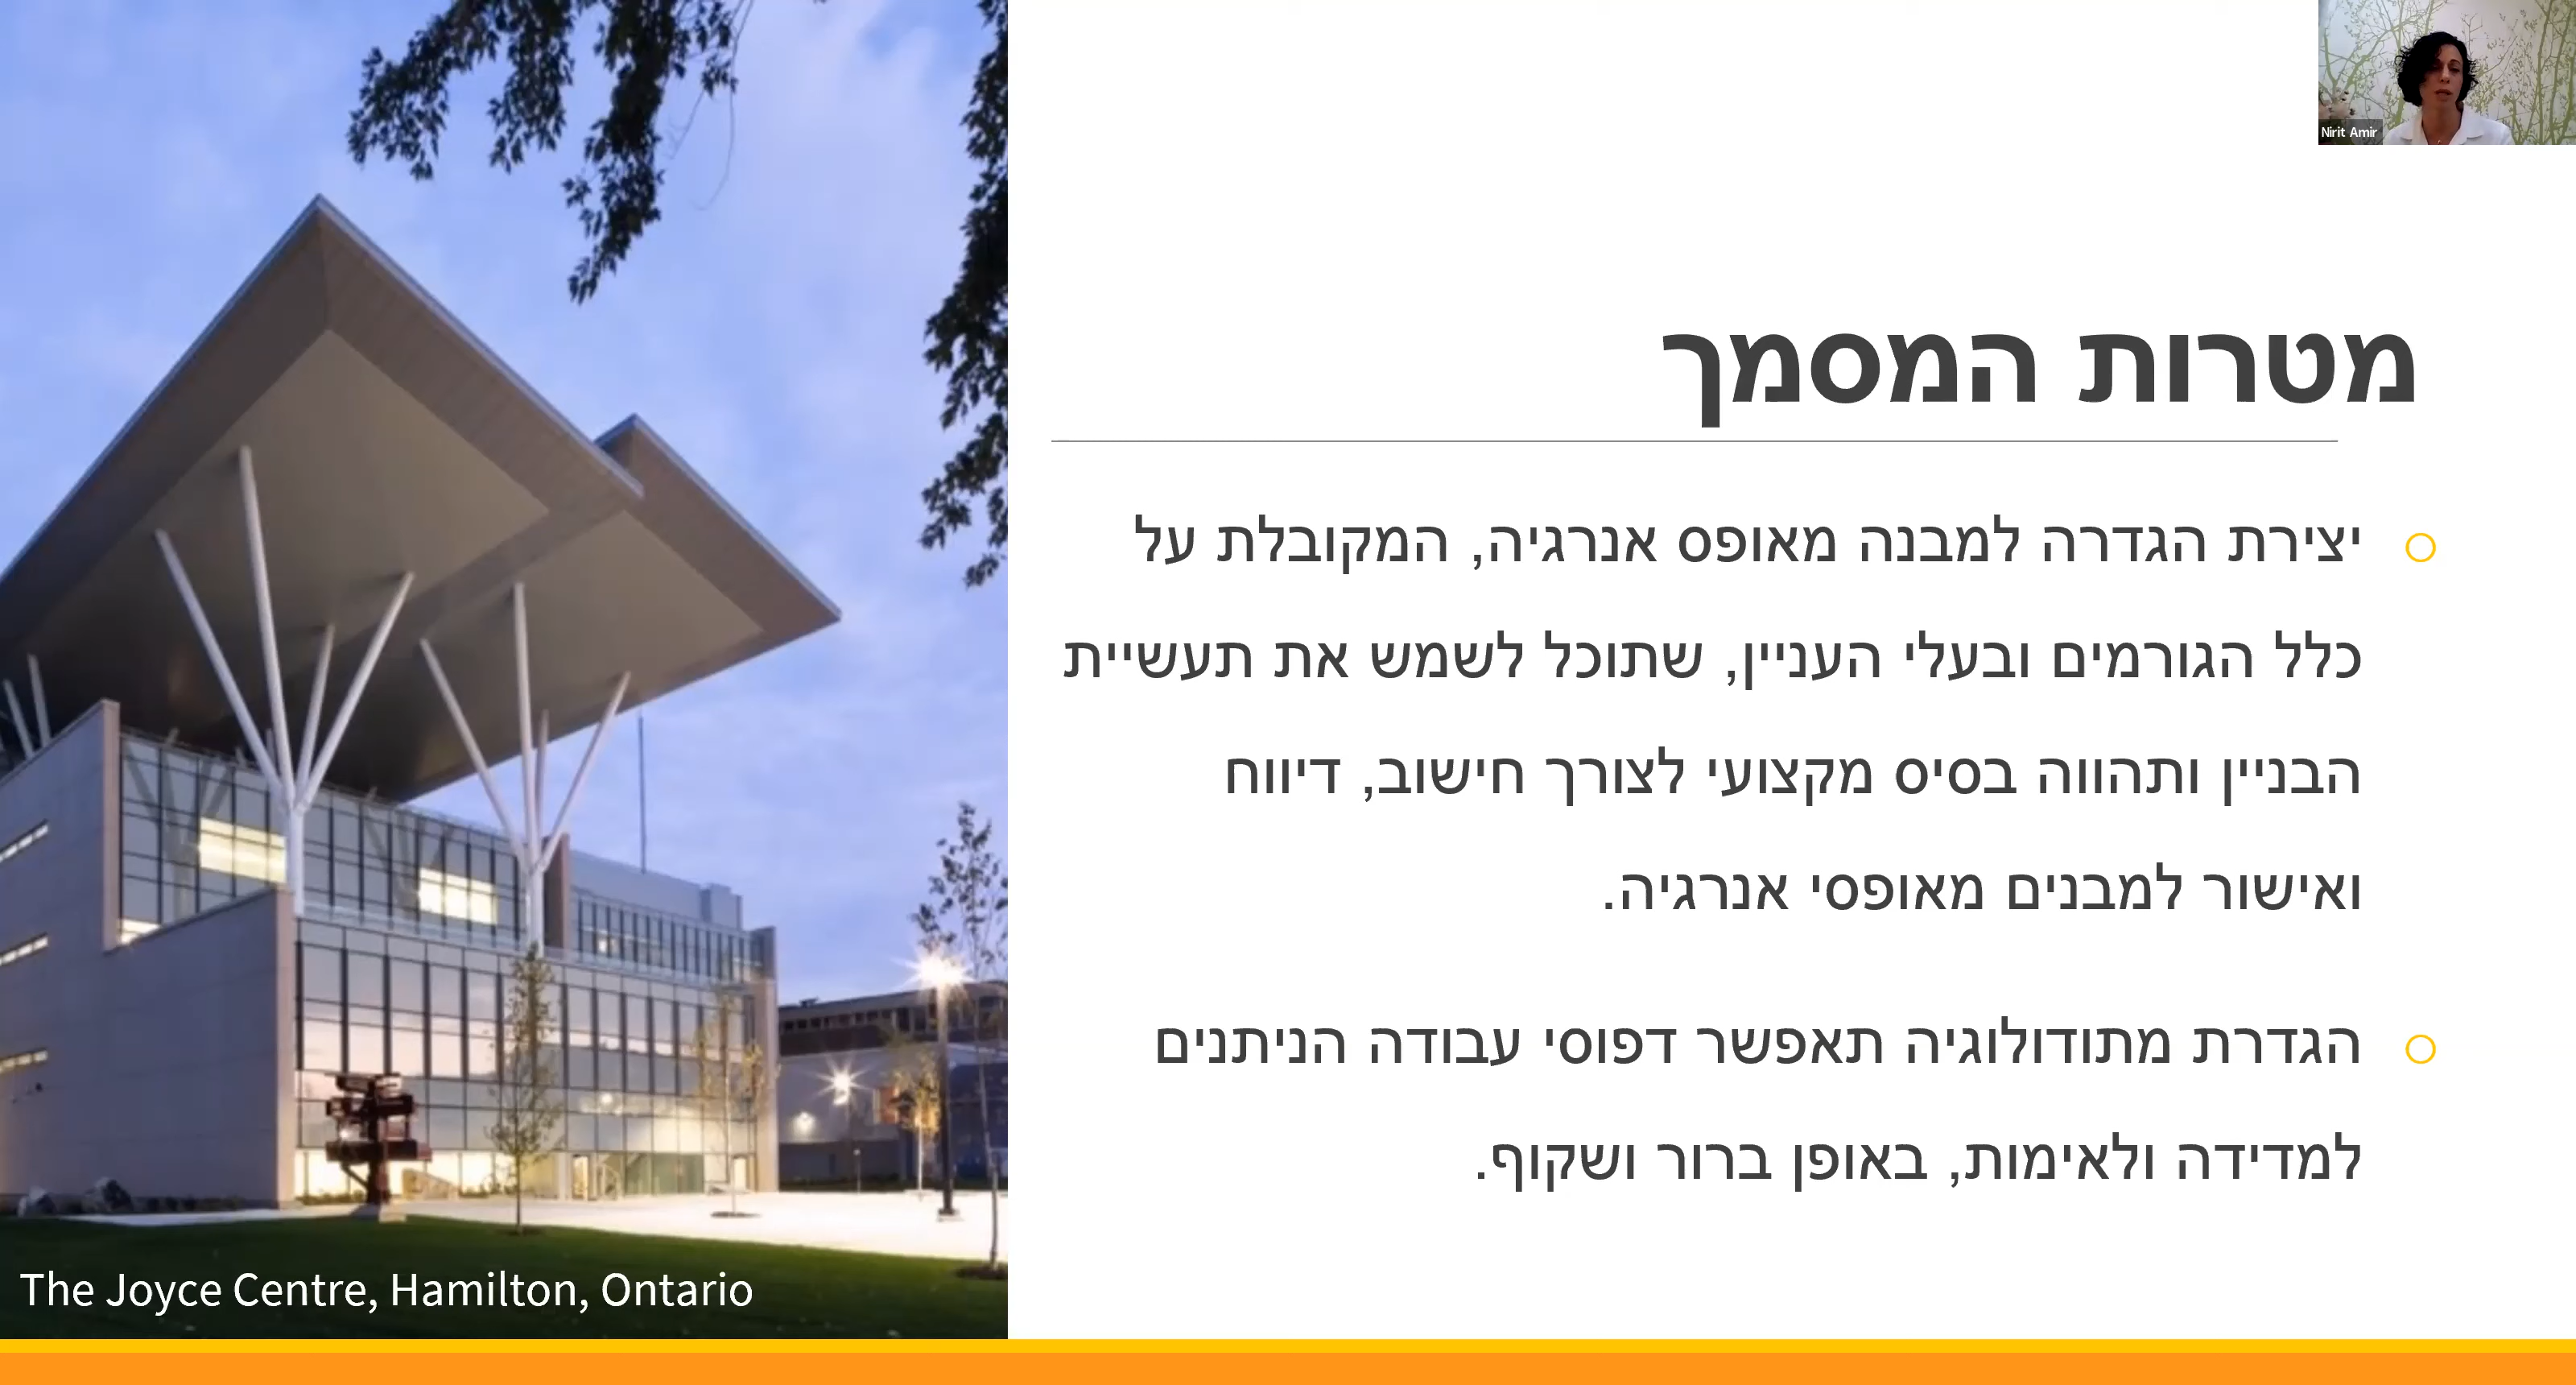 Nirit Amir
מטרות המסמך
יצירת הגדרה למבנה מאופס אנרגיה, המקובלת על
כלל הגורמים ובעלי העניין, שתוכל לשמש את תעשיית
הבניין ותהווה בסיס מקצועי לצורך חישוב, דיווח
ואישור למבנים מאופסי אנרגיה.
הגדרת מתודולוגיה תאפשר דפוסי עבודה הניתנים
למדידה ולאימות, באופן ברור ושקוף.
The Joyce Centre, Hamilton, Ontario